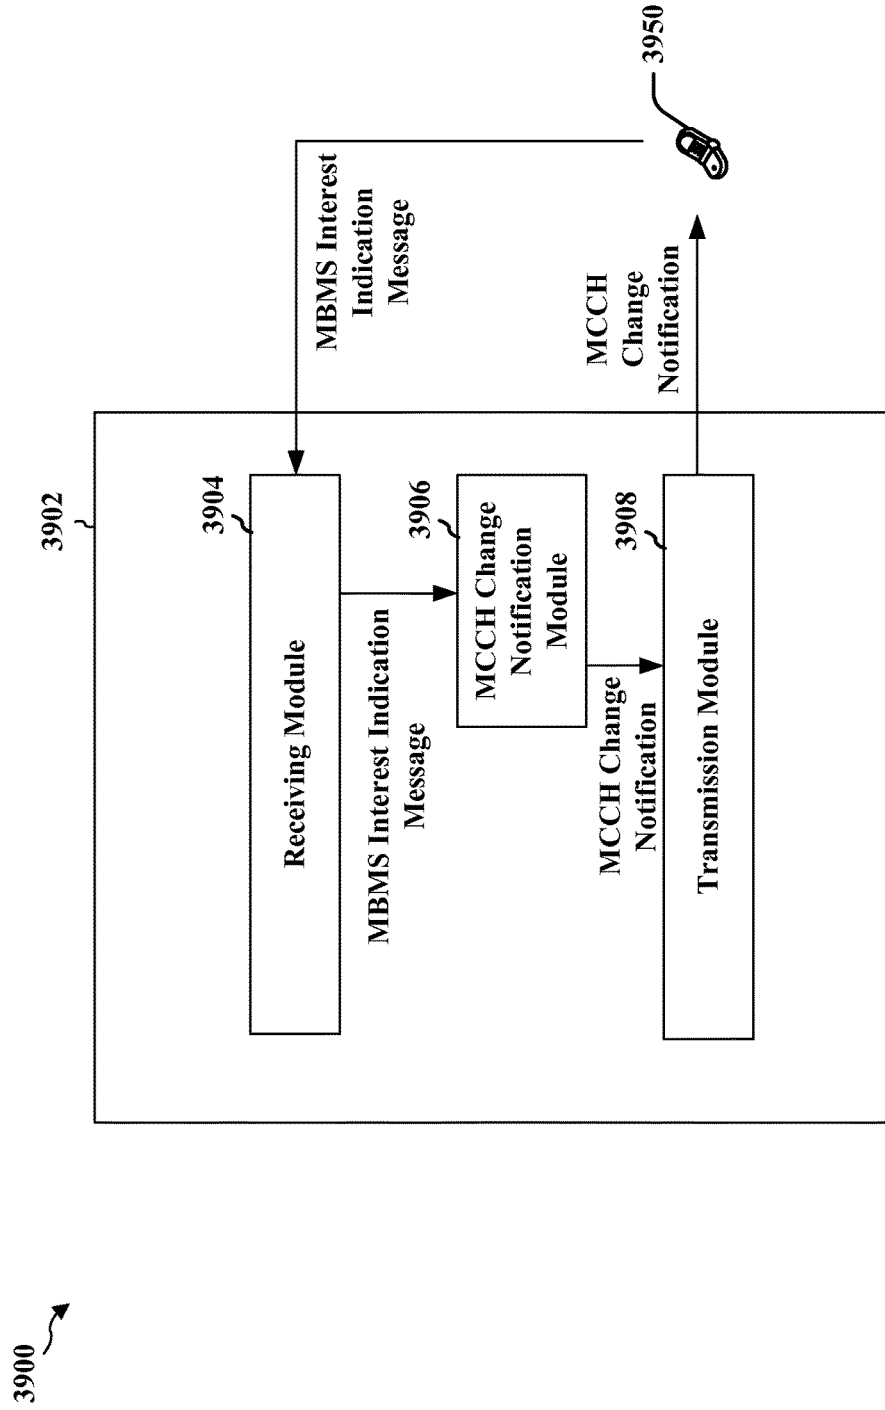 3900
3902
3904
Receiving Module
MBMS Interest
Indication
Message
MBMS Interest Indication
Message
3906
MCCH Change
Notification
Module
MCCH Change
Notification
3908
Transmission Module
MCCH
Change
Notification
3950